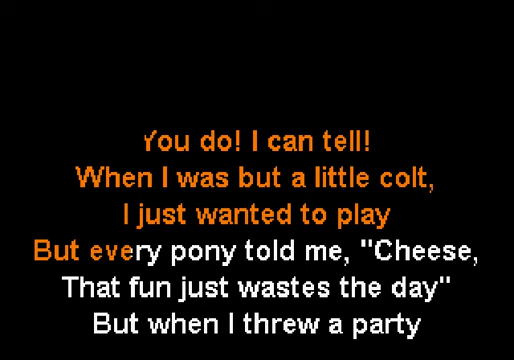 You do! I can tell!
When I was but a little colt,
I just wanted to play
But every pony told me, "Cheese,
That fun just wastes the day"
But when I threw a party